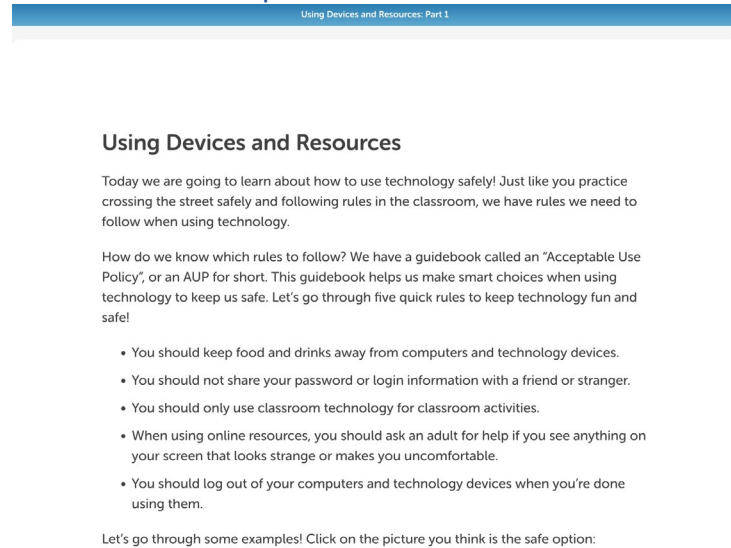 Using Devices and Resources: Part 1
Using Devices and Resources
Today we are going to learn about how to use technology safely! Just like you practice
crossing the street safely and following rules in the classroom, we have rules we need to
follow when using technology.
How do we know which rules to follow? We have a guidebook called an “Acceptable Use
Policy”, or an AUP for short. This guidebook helps us make smart choices when using
technology to keep us safe. Let’s go through five quick rules to keep technology fun and
safe!
• You should keep food and drinks away from computers and technology devices.
• You should not share your password or login information with a friend or stranger.
• You should only use classroom technology for classroom activities.
• When using online resources, you should ask an adult for help if you see anything on
your screen that looks strange or makes you uncomfortable.
• You should log out of your computers and technology devices when you’re done
using them.
Let’s go through some examples! Click on the picture you think is the safe option: